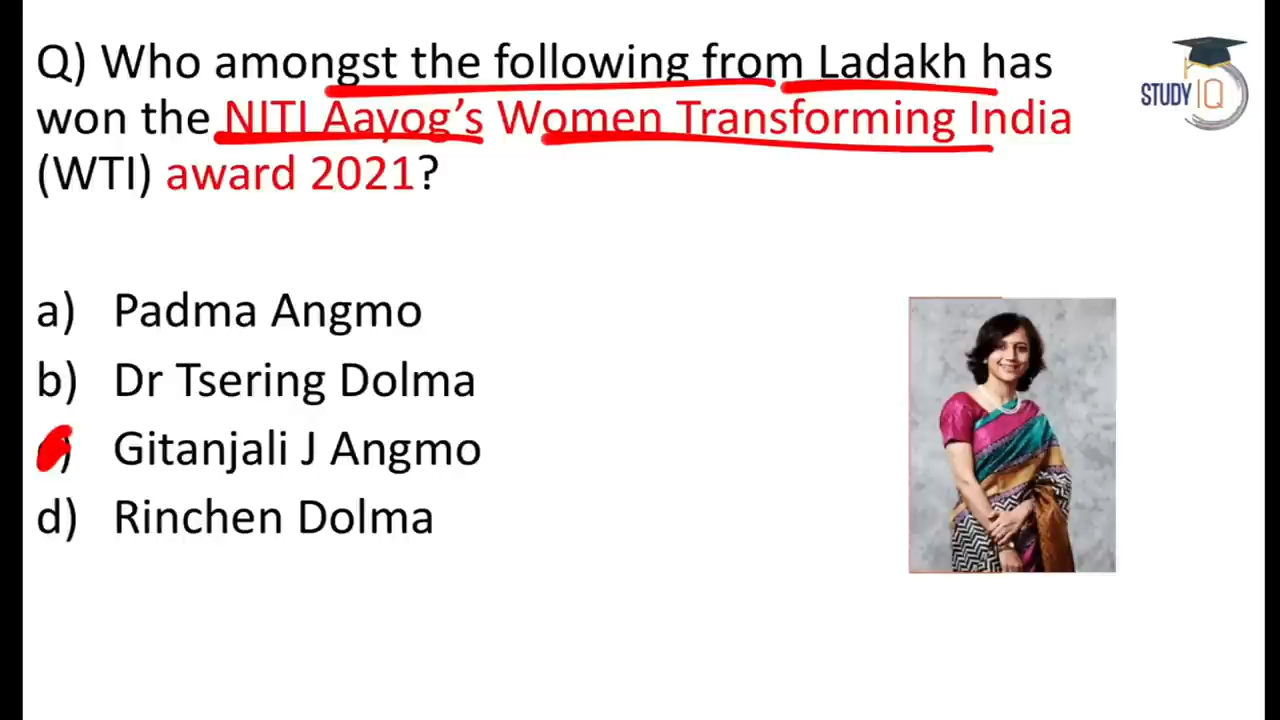 Q) Who amongst the following from Ladakh has
won the NITI Aayog's Women Transforming India
(WTI) award 2021?
STUDY IQ
a) Padma Angmo
b) Dr Tsering Dolma
Gitanjali J Angmo
d) Rinchen Dolma